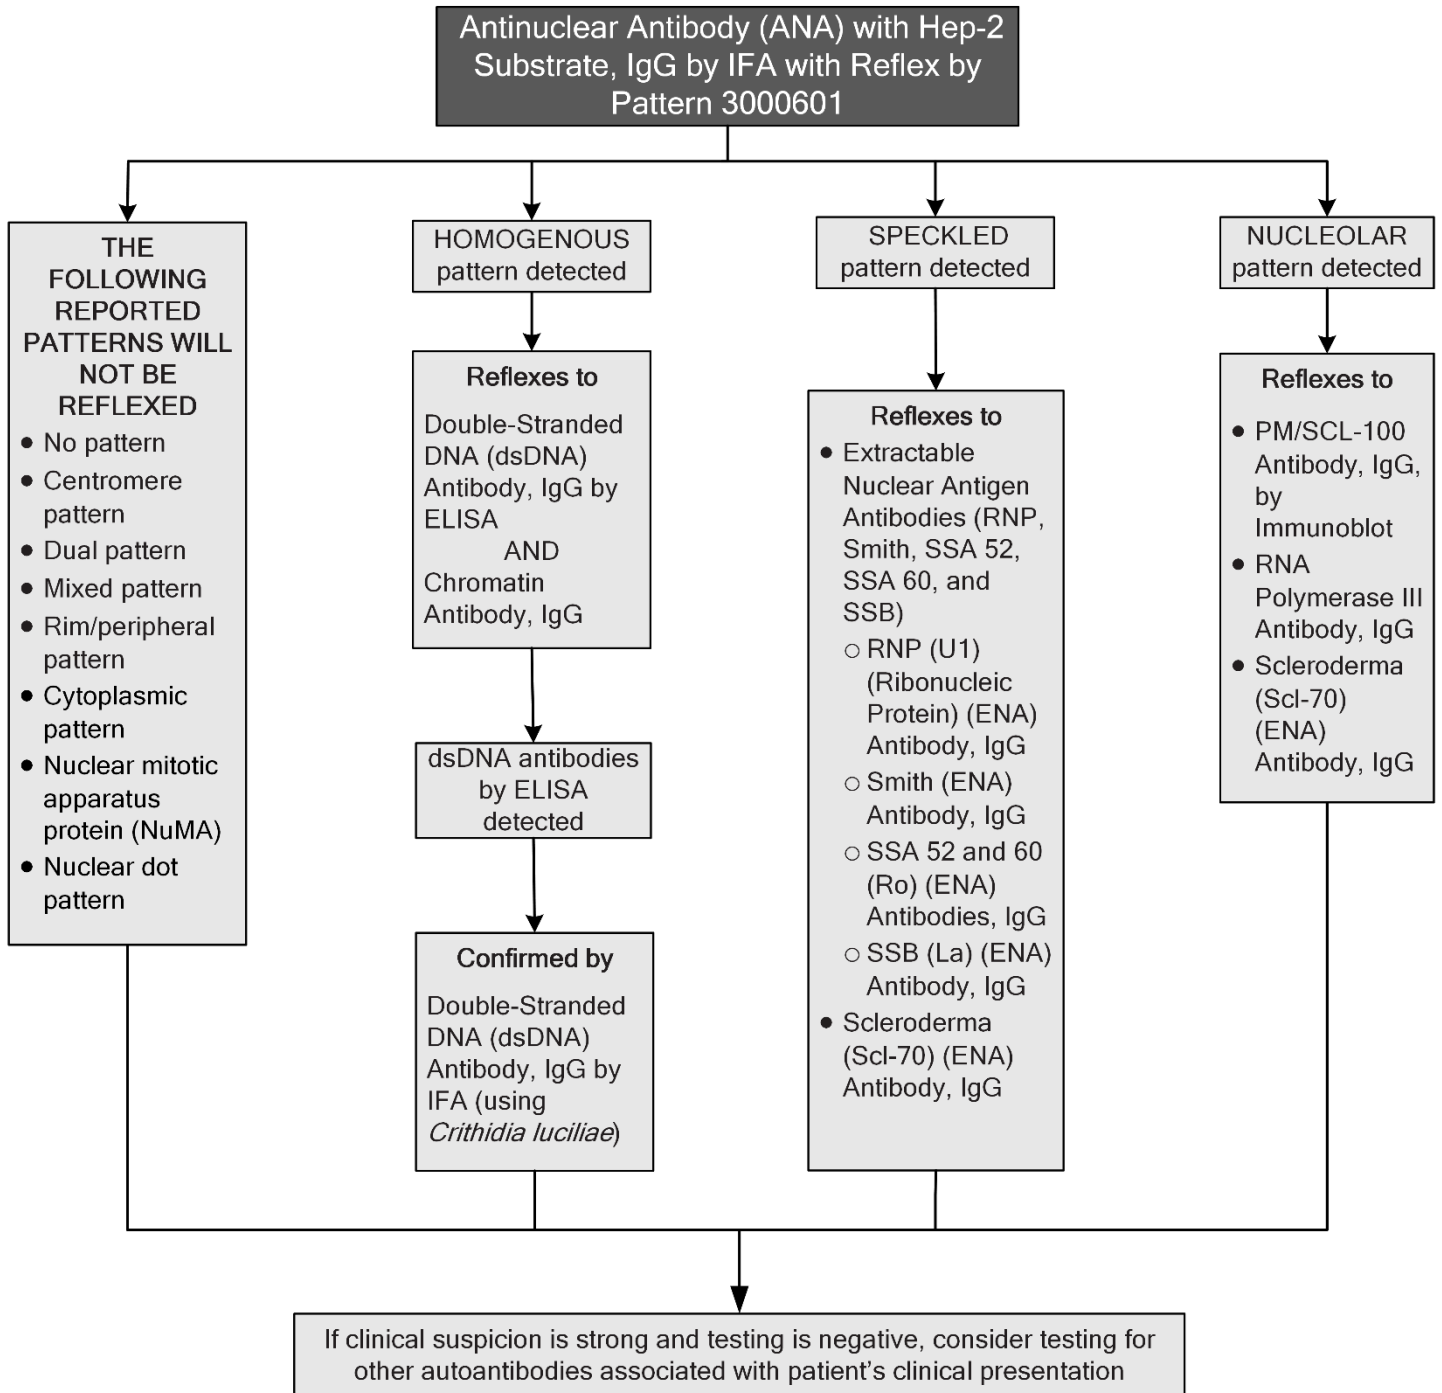 Antinuclear Antibody (ANA) with Hep-2
Substrate, IgG by IFA with Reflex by
Pattern 3000601
THE
FOLLOWING
REPORTED
PATTERNS WILL
NOT BE
REFLEXED
• No pattern
• Centromere
pattern
• Dual pattern
• Mixed pattern
• Rim/peripheral
pattern
• Cytoplasmic
pattern
• Nuclear mitotic
apparatus
protein (NuMA)
• Nuclear dot
pattern
HOMOGENOUS
pattern detected
Reflexes to
Double-Stranded
DNA (dsDNA)
Antibody, IgG by
ELISA
AND
Chromatin
Antibody, IgG
dsDNA antibodies
by ELISA
detected
Confirmed by
Double-Stranded
DNA (dsDNA)
Antibody, IgG by
IFA (using
Crithidia luciliae)
SPECKLED
pattern detected
Reflexes to
• Extractable
Nuclear Antigen
Antibodies (RNP,
Smith, SSA 52,
SSA 60, and
SSB)
○ RNP (U1)
(Ribonucleic
Protein) (ENA)
Antibody, IgG
○ Smith (ENA)
Antibody, IgG
○ SSA 52 and 60
(Ro) (ENA)
Antibodies, IgG
○ SSB (La) (ENA)
Antibody, IgG
• Scleroderma
(Scl-70) (ENA)
Antibody, IgG
NUCLEOLAR
pattern detected
Reflexes to
• PM/SCL-100
Antibody, IgG,
by
Immunoblot
• RNA
Polymerase III
Antibody, IgG
• Scleroderma
(Scl-70)
(ENA)
Antibody, IgG
If clinical suspicion is strong and testing is negative, consider testing for
other autoantibodies associated with patient’s clinical presentation